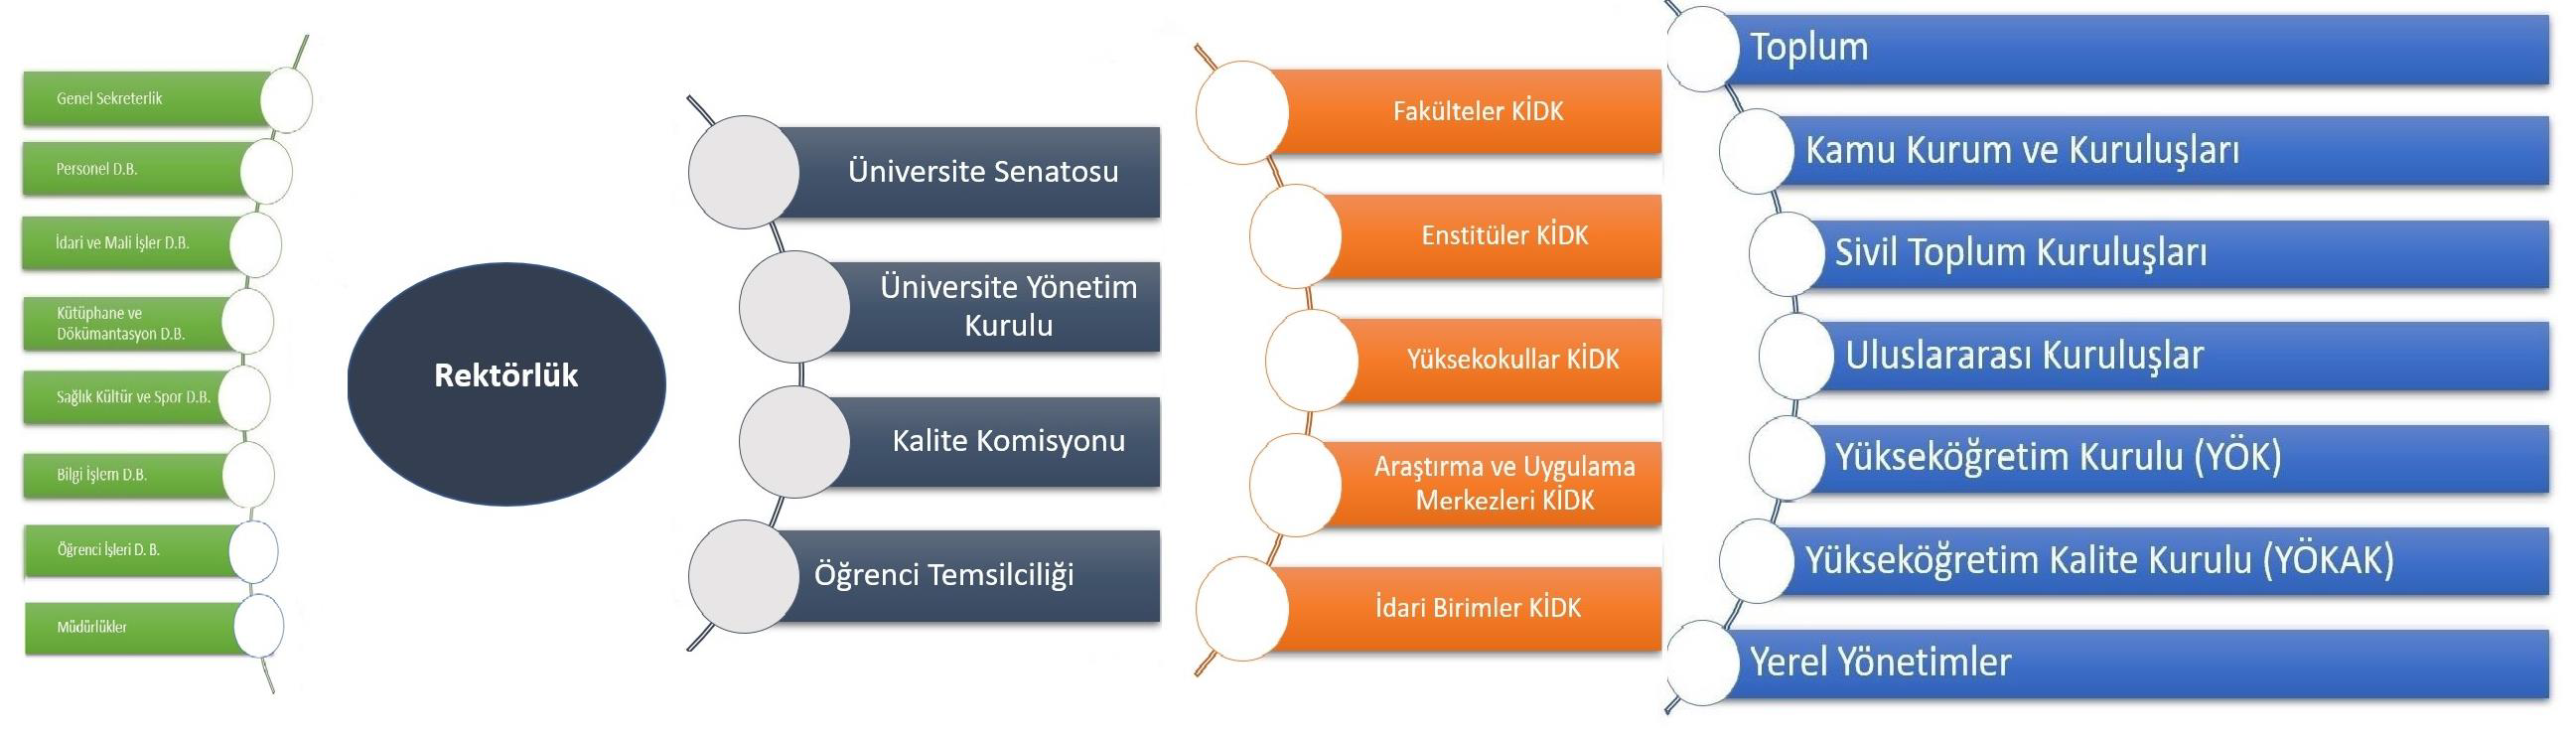 Genel Sekreterlik
Personel D.B.
İdari ve Mali İşler D.B.
Kütüphane ve
Dökümantasyon D.B.
Sağlık Kültür ve Spor D.B.
Bilgi İşlem D.B.
Öğrenci İşleri D. B.
Müdürlükler
Rektörlük
Üniversite Senatosu
Üniversite Yönetim
Kurulu
Kalite Komisyonu
Öğrenci Temsilciliği
Fakülteler KİDK
Enstitüler KİDK
Yüksekokullar KİDK
Araştırma ve Uygulama
Merkezleri KİDK
İdari Birimler KİDK
Toplum
Kamu Kurum ve Kuruluşları
Sivil Toplum Kuruluşları
Uluslararası Kuruluşlar
Yükseköğretim Kurulu (YÖK)
Yükseköğretim Kalite Kurulu (YÖKAK)
Yerel Yönetimler